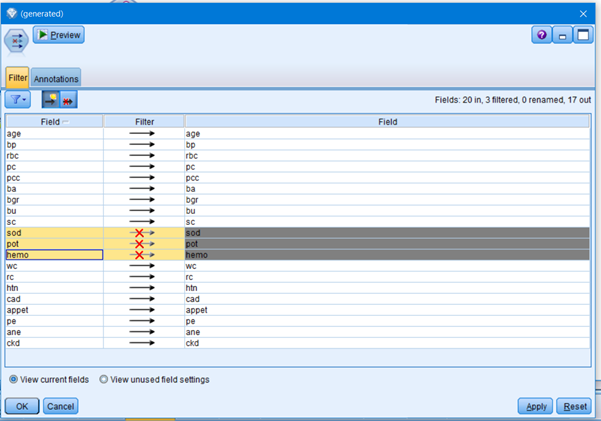 (generated)
Preview
Filter Annotations
Fields: 20 in, 3 filtered, 0 renamed, 17 out
Field Filter Field
age age
bp bp
rbc rbc
pc pc
pcc pcc
ba ba
bgr bgr
bu bu
sc sc
sod sod
pot pot
hemo hemo
wc wc
rc rc
htn htn
cad cad
appet appet
pe pe
ane ane
ckd ckd
View current fields View unused field settings
OK Cancel Apply Reset